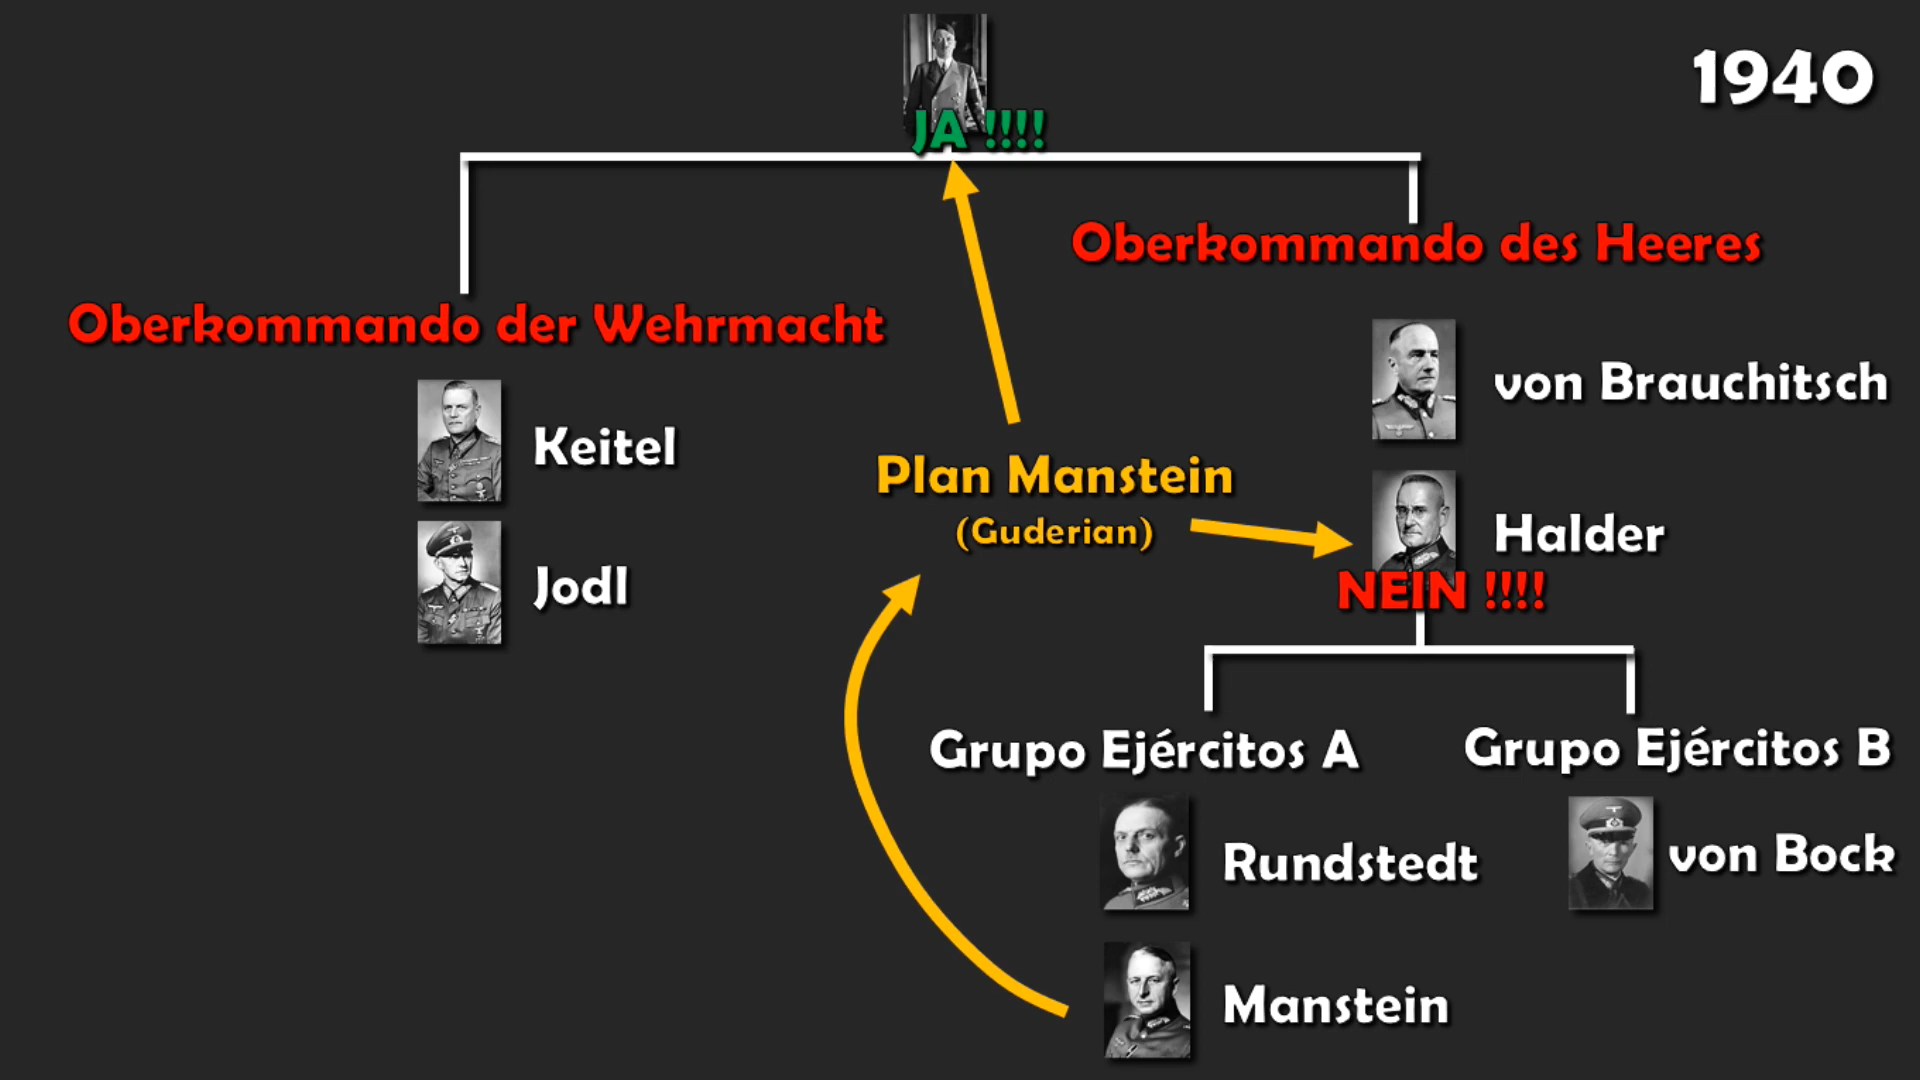 1940
JA !!!!
Oberkommando des Heeres
Oberkommando der Wehrmacht
von Brauchitsch
Keitel
Plan Manstein
(Guderian)
Halder
Jodl
NEIN !!!!
Grupo Ejércitos A
Grupo Ejércitos B
Rundstedt
von Bock
Manstein